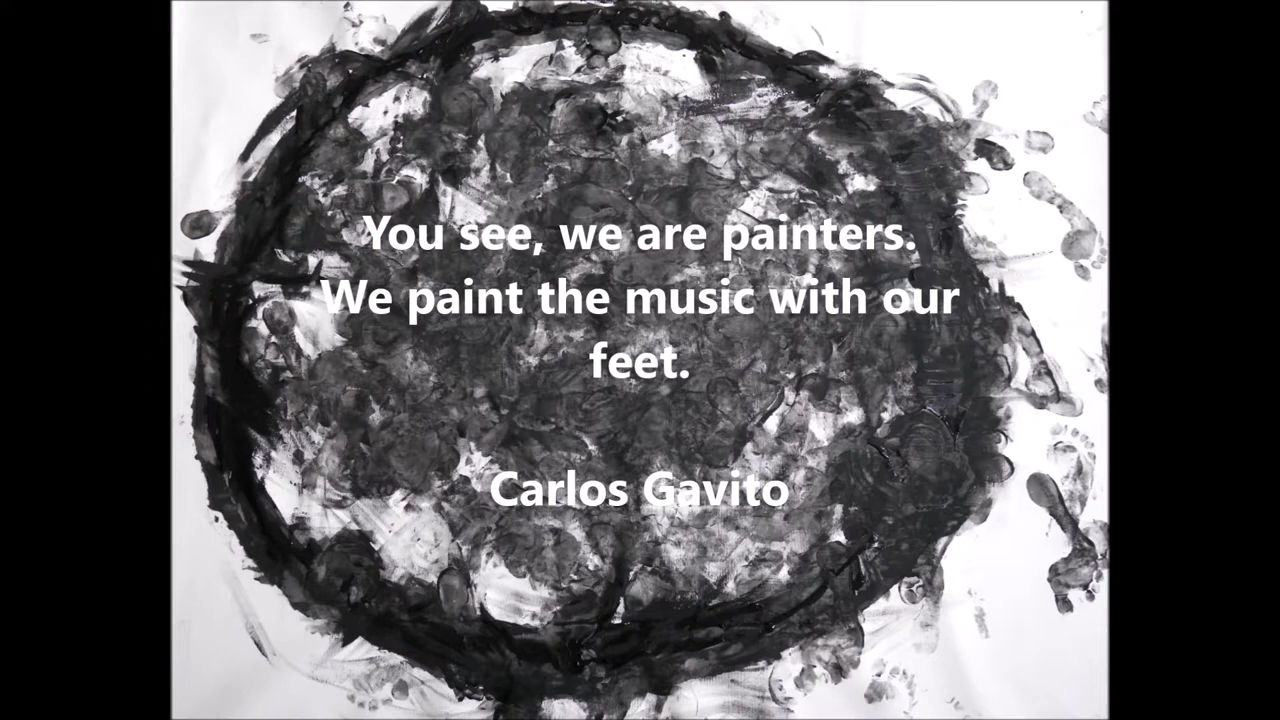 You see, we are painters.
We paint the music with our
feet.
Carlos Gavito